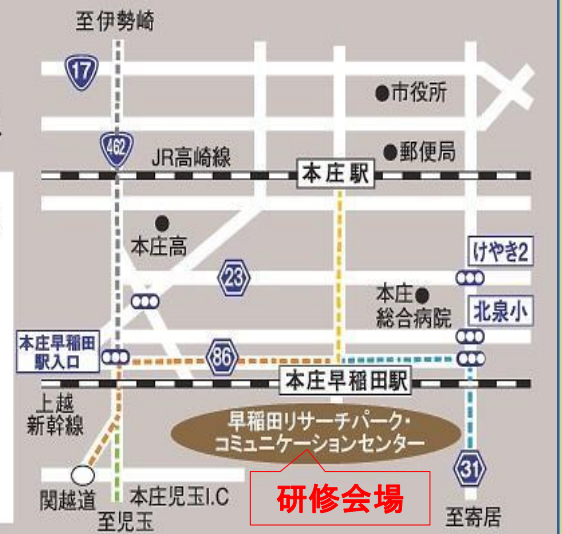 至伊勢崎
17
●市役所
462
JR高崎線
●郵便局
本庄駅
本庄高
けやき2
23
本庄●
総合病院
北泉小
本庄早稲田
駅入口
86
本庄早稲田駅
上越
新幹線
早稲田リサーチパーク・
コミュニケーションセンター
31
関越道
本庄児玉I.C
研修会場
至児玉
至寄居